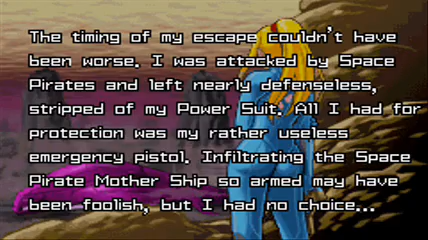 The timing of my escape couldn't have
been worse. I was attacked by Space
Pirates and left nearly defenseless,
stripped of my Power Suit. All I had for
protection was my rather useless
emergency pistol. Infiltrating the Space
Pirate Mother Ship so armed may have
been foolish, but I had no choice...